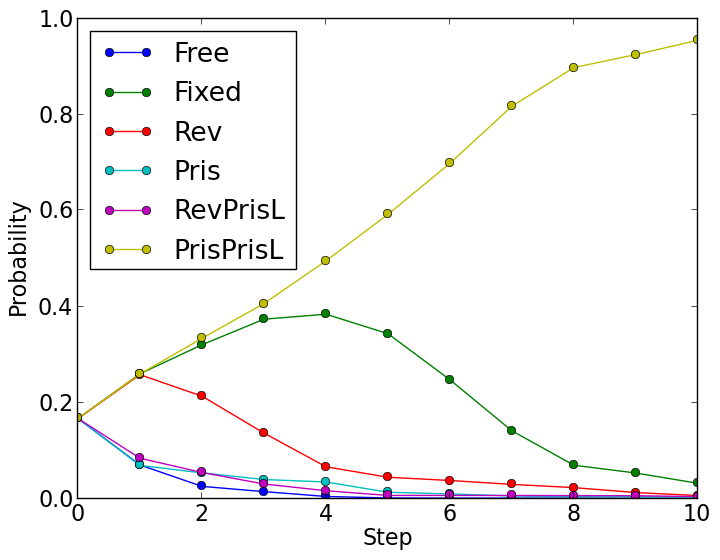 1.0
0.8
0.6
0.4
0.2
0.0
Probability
Free
Fixed
Rev
Pris
RevPrisL
PrisPrisL
0 2 4 6 8 10
Step